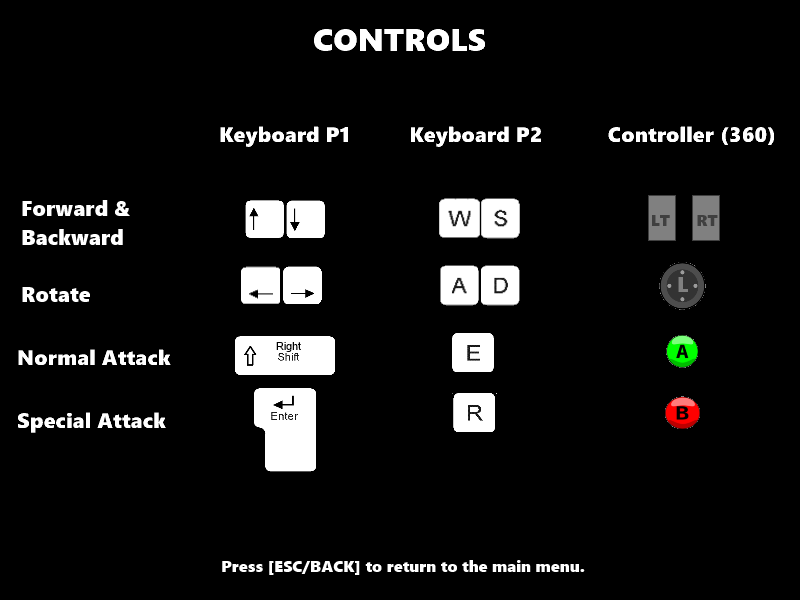 CONTROLS
Keyboard P1 Keyboard P2 Controller (360)
Forward &
Backward
↑ ↓ W S LT RT
Rotate ← → A D L
Normal Attack ⇧ Right
Shift E A
Special Attack ↵
Enter R B
Press [ESC/BACK] to return to the main menu.